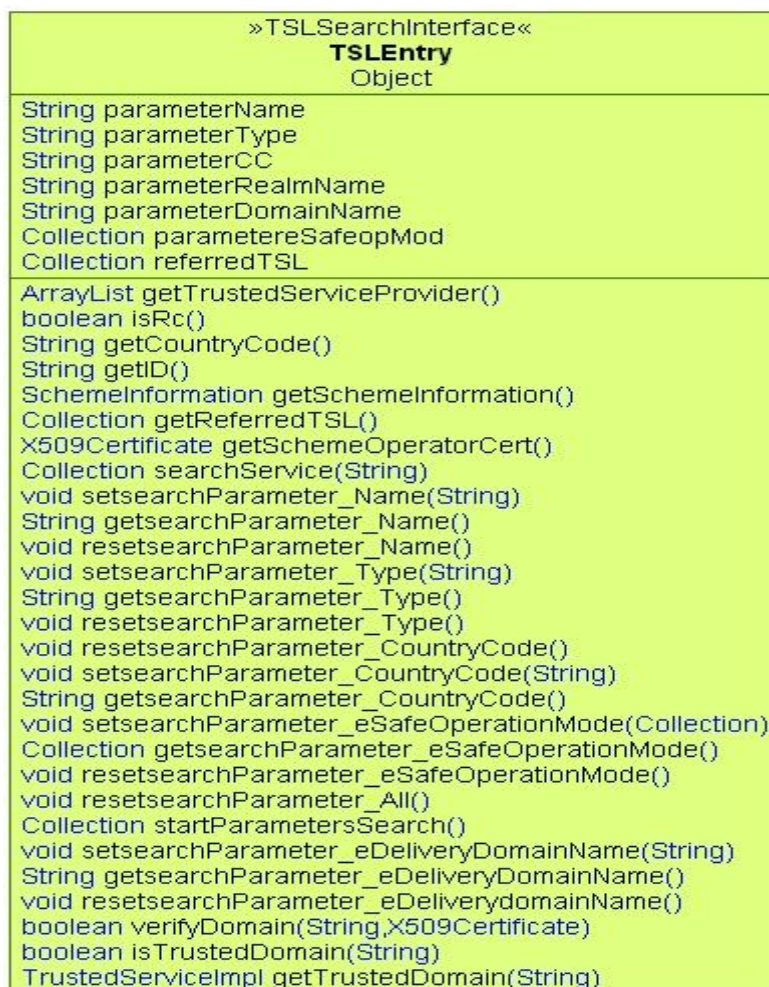 »TSLSearchInterface«
TSLEntry
Object
String parameterName
String parameterType
String parameterCC
String parameterRealmName
String parameterDomainName
Collection parametereSafeopMod
Collection referredTSL
ArrayList getTrustedServiceProvider()
boolean isRc()
String getCountryCode()
String getID()
SchemeInformation getSchemeInformation()
Collection getReferredTSL()
X509Certificate getSchemeOperatorCert()
Collection searchService(String)
void setsearchParameter_Name(String)
String getsearchParameter_Name()
void resetsearchParameter_Name()
void setsearchParameter_Type(String)
String getsearchParameter_Type()
void resetsearchParameter_Type()
void resetsearchParameter_CountryCode()
void setsearchParameter_CountryCode(String)
String getsearchParameter_CountryCode()
void setsearchParameter_eSafeOperationMode(Collection)
Collection getsearchParameter_eSafeOperationMode()
void resetsearchParameter_eSafeOperationMode()
void resetsearchParameter_All()
Collection startParametersSearch()
void setsearchParameter_eDeliveryDomainName(String)
String getsearchParameter_eDeliveryDomainName()
void resetsearchParameter_eDeliverydomainName()
boolean verifyDomain(String,X509Certificate)
boolean isTrustedDomain(String)
TrustedServiceImpl getTrustedDomain(String)